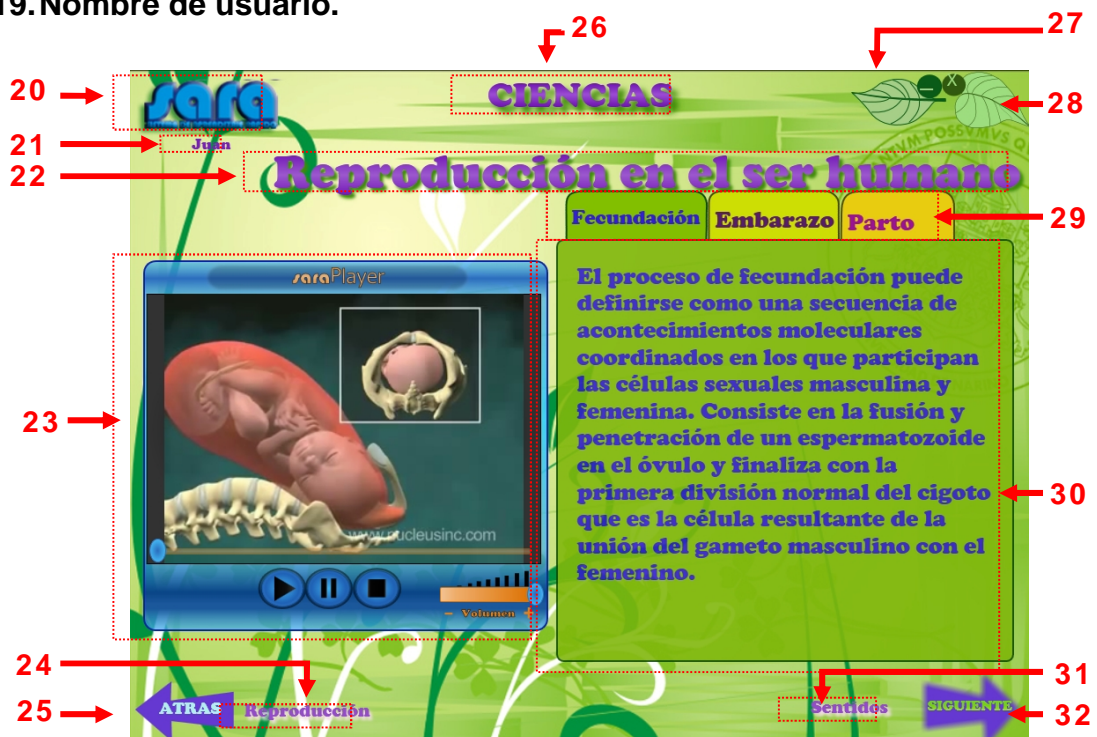 19. Nombre de usuario.
26
27
20
sara
CIENCIAS
X
28
21
Juan
22
Reproducción en el ser humano
Fecundación
Embarazo
Parto
29
saraPlayer
El proceso de fecundación puede
definirse como una secuencia de
acontecimientos moleculares
coordinados en los que participan
las células sexuales masculina y
femenina. Consiste en la fusión y
penetración de un espermatozoide
en el óvulo y finaliza con la
primera división normal del cigoto
que es la célula resultante de la
unión del gameto masculino con el
femenino.
23
30
www.nucleusinc.com
- Volumen +
24
31
25
ATRAS
Reproducción
Sentidos
SIGUIENTE
32